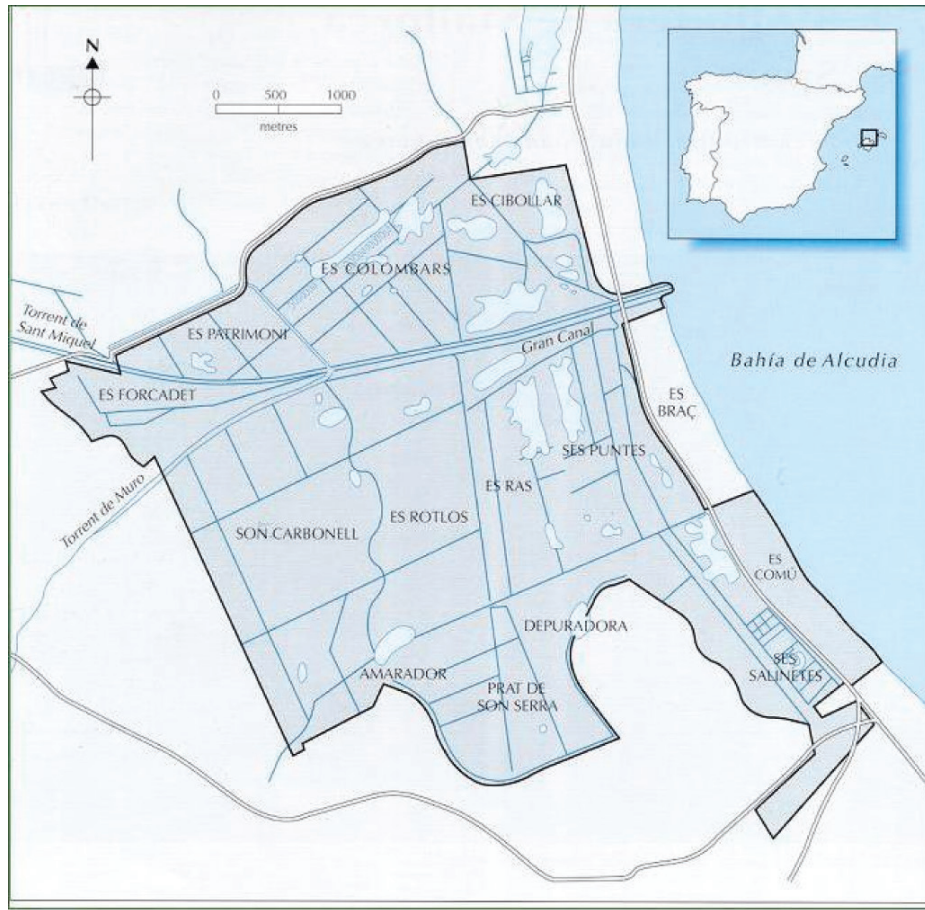 N
0 500 1000
metres
ES CIBOLLAR
ES COLOMBARS
Torrent de
Sant Miquel
ES PATRIMONI
Gran Canal
Bahía de Alcudia
ES FORCADET
ES
BRAÇ
SES PUNTES
Torrent de Muro
ES RAS
ES ROTLOS
SON CARBONELL
ES
COMÚ
DEPURADORA
AMARADOR
SES
SALINETES
PRAT DE
SON SERRA